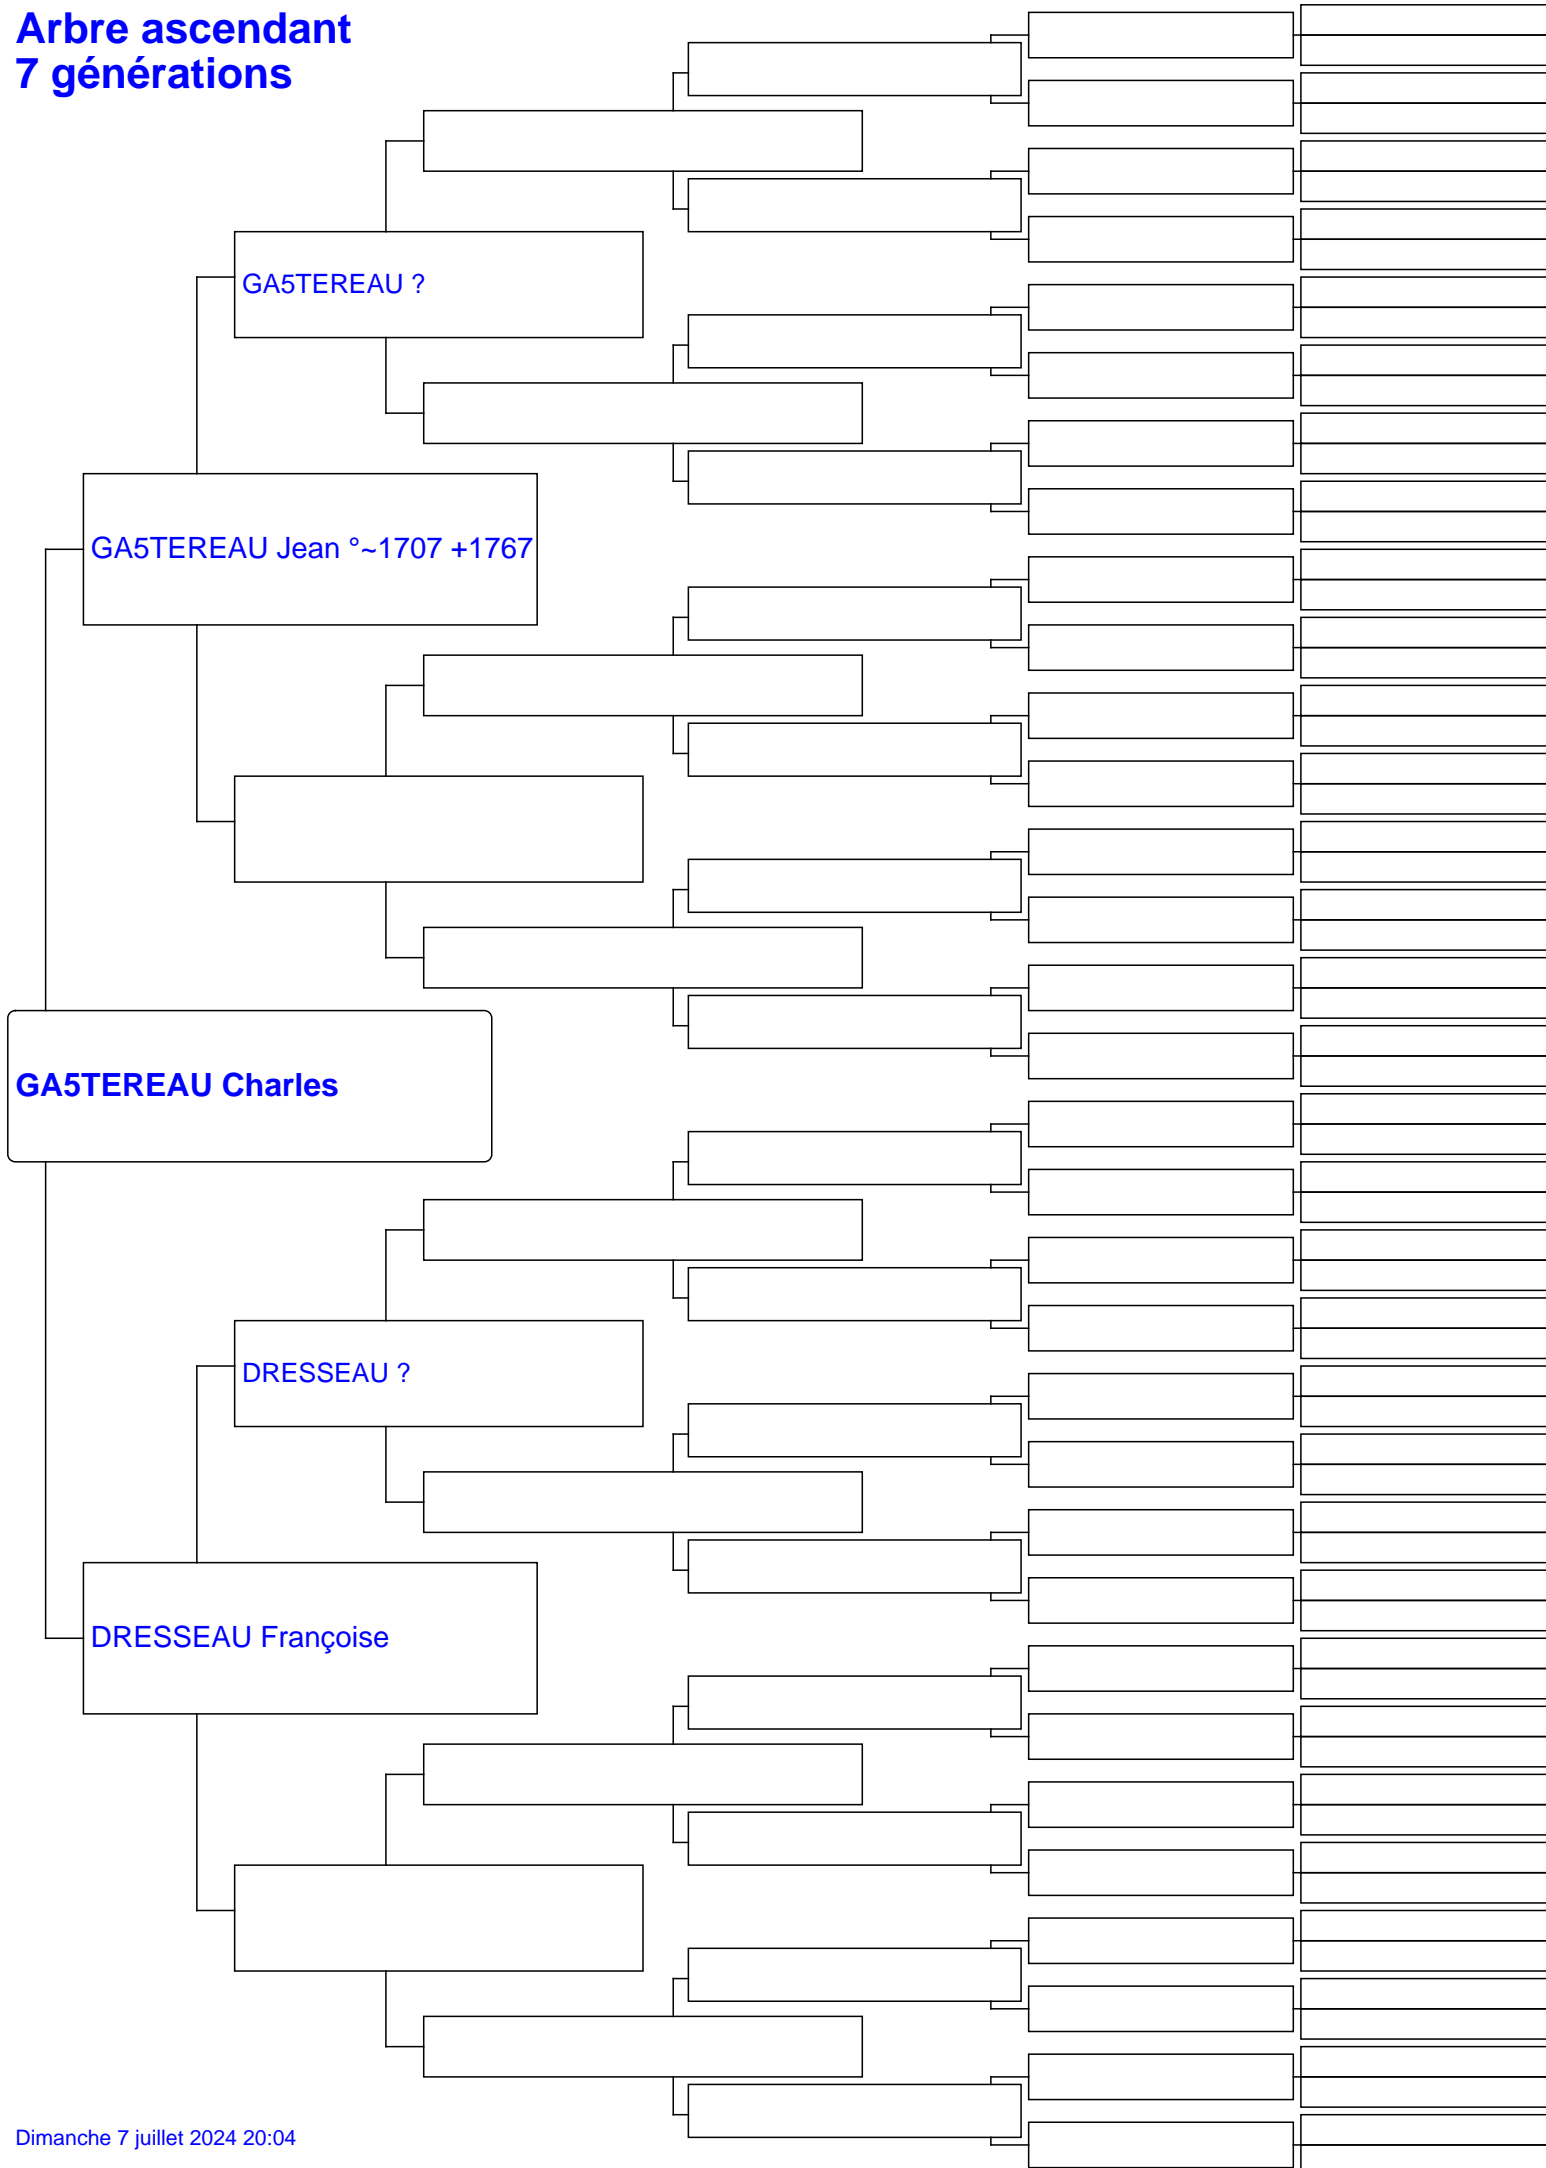 Arbre ascendant
7 générations
GA5TEREAU ?
GA5TEREAU Jean °~1707 +1767
GA5TEREAU Charles
DRESSEAU ?
DRESSEAU Françoise
Dimanche 7 juillet 2024 20:04